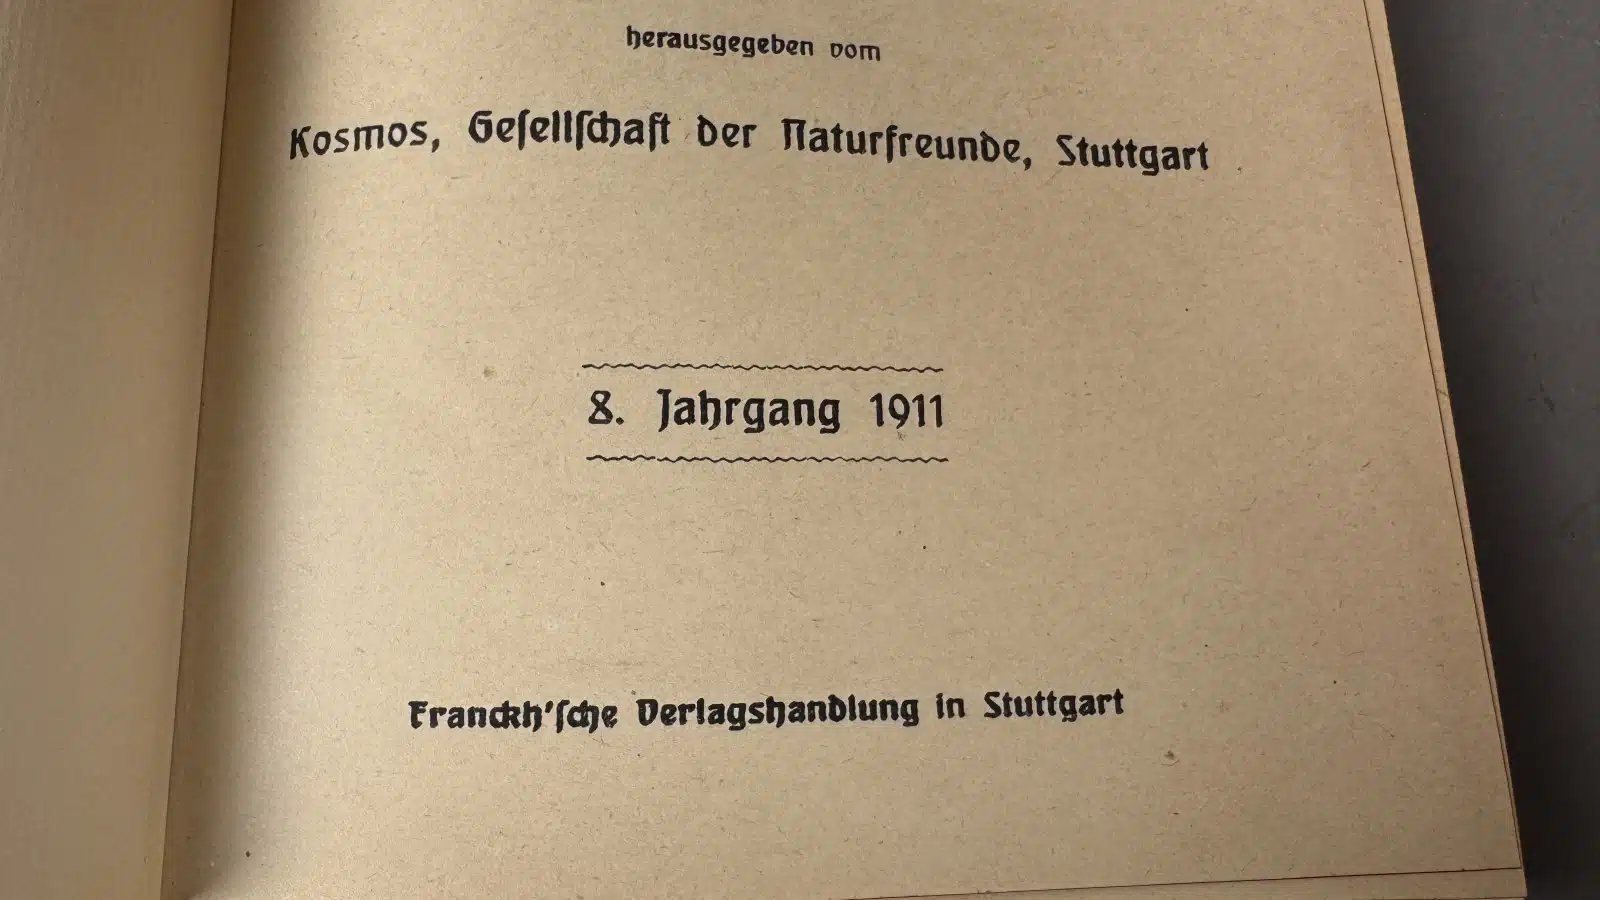 herausgegeben vom
Kosmos, Geſellſchaft der Naturfreunde, Stuttgart
8. Jahrgang 1911
Franckh'ſche Verlagshandlung in Stuttgart